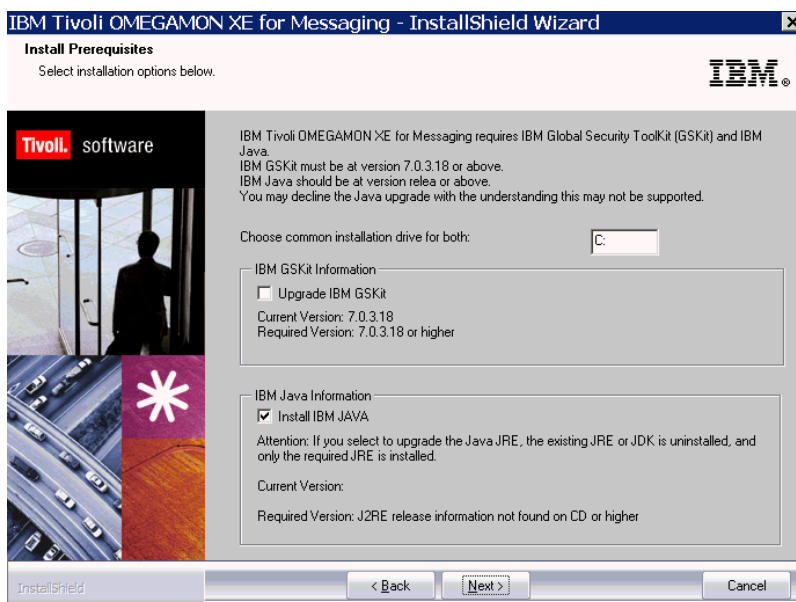 IBM Tivoli OMEGAMON XE for Messaging - InstallShield Wizard
Install Prerequisites
Select installation options below.
IBM®
Tivoli. software
IBM Tivoli OMEGAMON XE for Messaging requires IBM Global Security ToolKit (GSKit) and IBM
Java.
IBM GSKit must be at version 7.0.3.18 or above.
IBM Java should be at version relea or above.
You may decline the Java upgrade with the understanding this may not be supported.
Choose common installation drive for both:
C:
IBM GSKit Information
Upgrade IBM GSKit
Current Version: 7.0.3.18
Required Version: 7.0.3.18 or higher
IBM Java Information
Install IBM JAVA
Attention: If you select to upgrade the Java JRE, the existing JRE or JDK is uninstalled, and
only the required JRE is installed.
Current Version:
Required Version: J2RE release information not found on CD or higher
InstallShield
< Back
Next >
Cancel